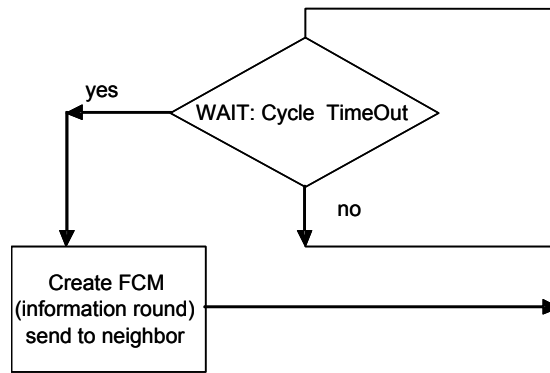 yes
WAIT: Cycle TimeOut
no
Create FCM
(information round)
send to neighbor